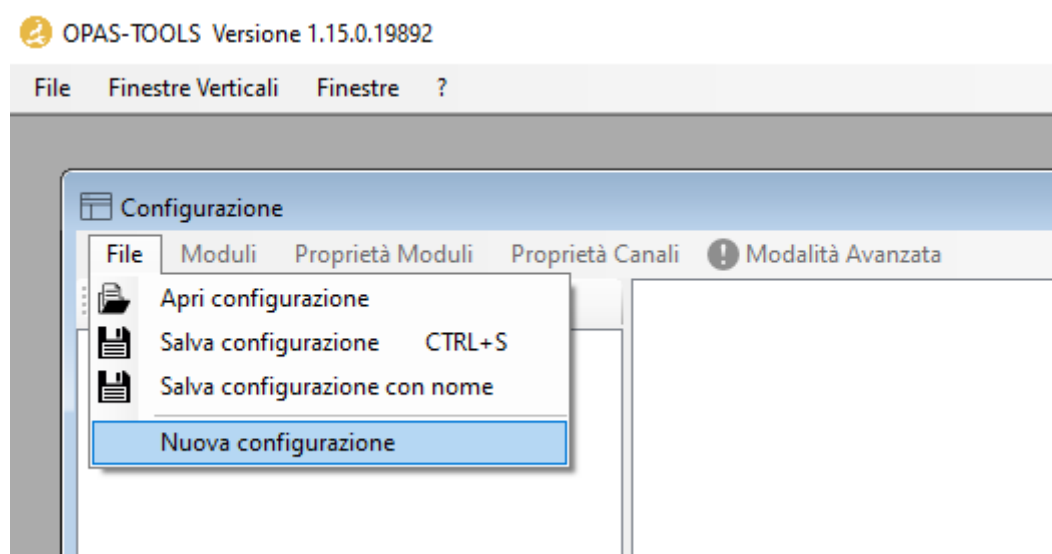 OPAS-TOOLS Versione 1.15.0.19892
File Finestre Verticali Finestre ?
Configurazione
File Moduli Proprietà Moduli Proprietà Canali Modalità Avanzata
Apri configurazione
Salva configurazione CTRL+S
Salva configurazione con nome
Nuova configurazione